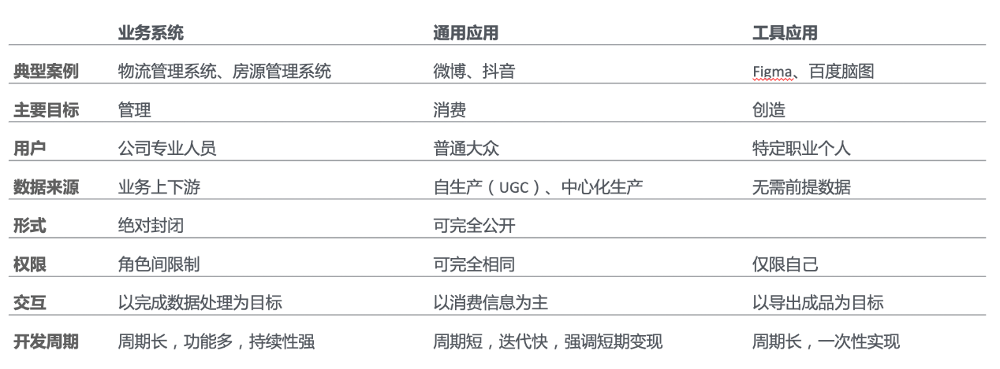 业务系统 通用应用 工具应用
典型案例 物流管理系统、房源管理系统 微博、抖音 Figma、百度脑图
主要目标 管理 消费 创造
用户 公司专业人员 普通大众 特定职业个人
数据来源 业务上下游 自生产（UGC）、中心化生产 无需前提数据
形式 绝对封闭 可完全公开
权限 角色间限制 可完全相同 仅限自己
交互 以完成数据处理为目标 以消费信息为主 以导出成品为目标
开发周期 周期长，功能多，持续性强 周期短，迭代快，强调短期变现 周期长，一次性实现